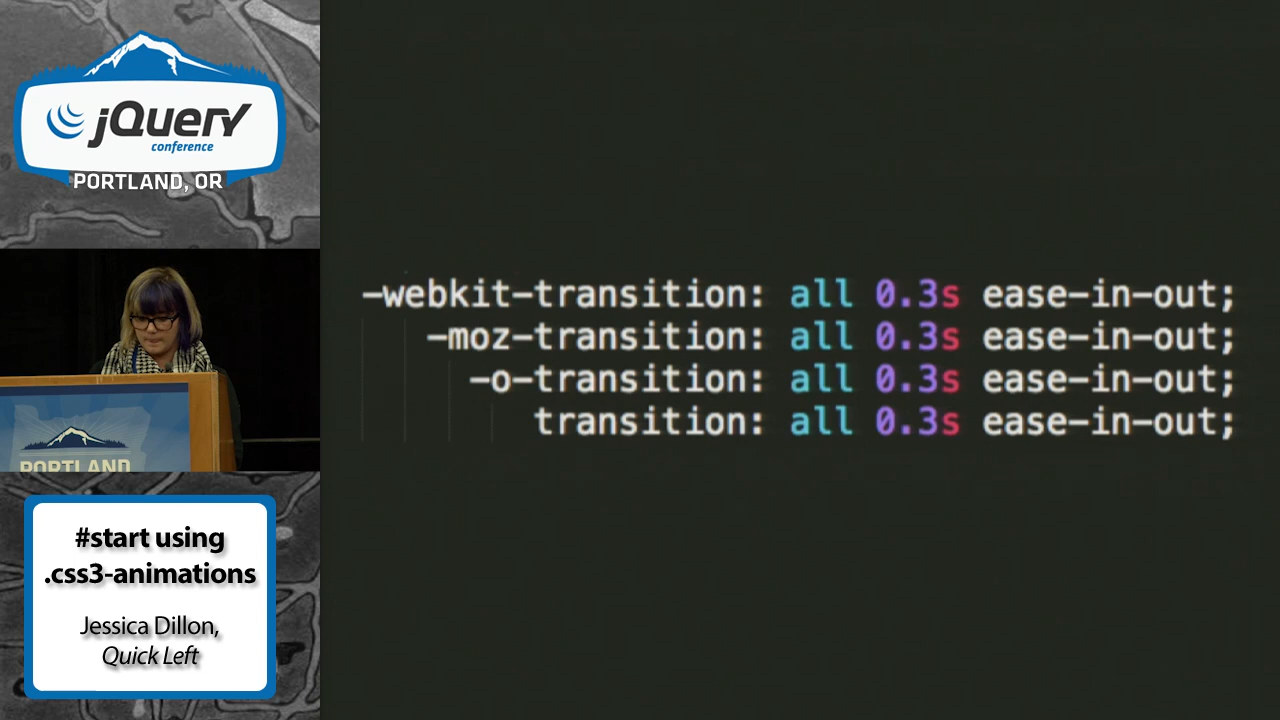 jQuery
conference
PORTLAND, OR
PORTLAND
#start using
.css3-animations
Jessica Dillon,
Quick Left
-webkit-transition: all 0.3s ease-in-out;
-moz-transition: all 0.3s ease-in-out;
-o-transition: all 0.3s ease-in-out;
transition: all 0.3s ease-in-out;